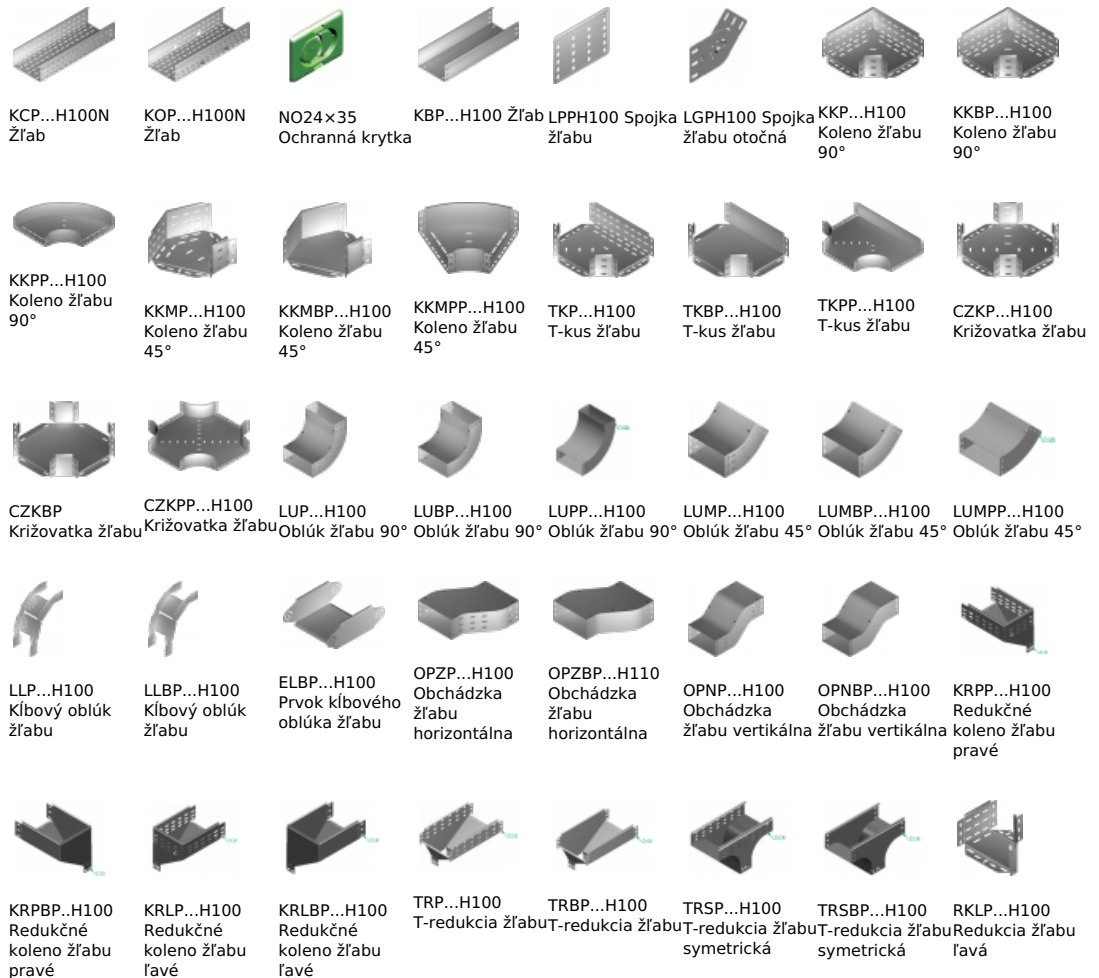 KCP...H100N
Žľab
KOP...H100N
Žľab
NO24×35
Ochranná krytka
KBP...H100 Žľab
LPPH100 Spojka
žľabu
LGPH100 Spojka
žľabu otočná
KKP...H100
Koleno žľabu
90°
KKBP...H100
Koleno žľabu
90°
KKPP...H100
Koleno žľabu
90°
KKMP...H100
Koleno žľabu
45°
KKMBP...H100
Koleno žľabu
45°
KKMPP...H100
Koleno žľabu
45°
TKP...H100
T-kus žľabu
TKBP...H100
T-kus žľabu
TKPP...H100
T-kus žľabu
CZKP...H100
Križovatka žľabu
CZKBP
Križovatka žľabu
CZKPP...H100
Križovatka žľabu
LUP...H100
Oblúk žľabu 90°
LUBP...H100
Oblúk žľabu 90°
LUPP...H100
Oblúk žľabu 90°
LUMP...H100
Oblúk žľabu 45°
LUMBP...H100
Oblúk žľabu 45°
LUMPP...H100
Oblúk žľabu 45°
LLP...H100
Kĺbový oblúk
žľabu
LLBP...H100
Kĺbový oblúk
žľabu
ELBP...H100
Prvok kĺbového
oblúka žľabu
OPZP...H100
Obchádzka
žľabu
horizontálna
OPZBP...H110
Obchádzka
žľabu
horizontálna
OPNP...H100
Obchádzka
žľabu vertikálna
OPNBP...H100
Obchádzka
žľabu vertikálna
KRPP...H100
Redukčné
koleno žľabu
pravé
KRPBP..H100
Redukčné
koleno žľabu
pravé
KRLP...H100
Redukčné
koleno žľabu
ľavé
KRLBP...H100
Redukčné
koleno žľabu
ľavé
TRP...H100
T-redukcia žľabu
TRBP...H100
T-redukcia žľabu
TRSP...H100
T-redukcia žľabu
symetrická
TRSBP...H100
T-redukcia žľabu
symetrická
RKLP...H100
Redukcia žľabu
ľavá